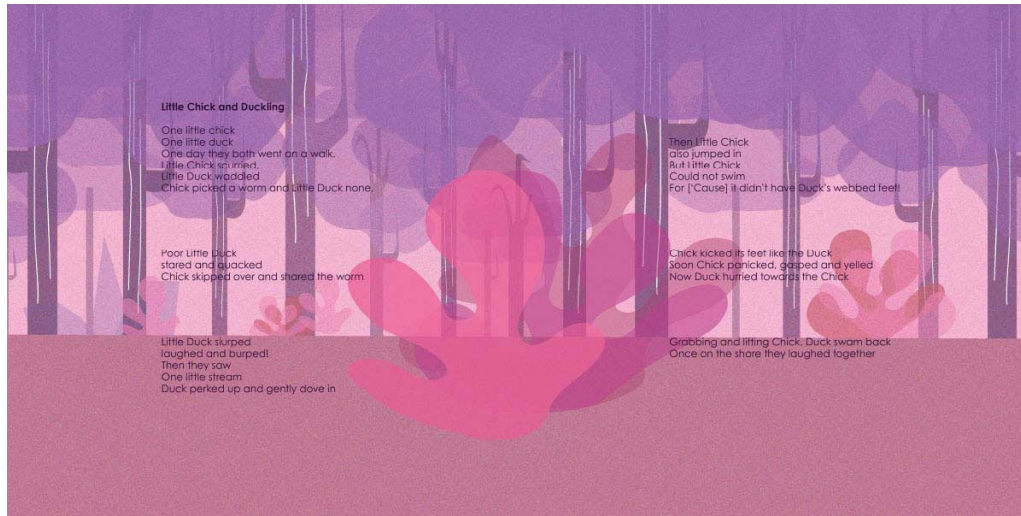 Little Chick and Duckling
One little chick
One little duck
One day they both went on a walk.
Little Chick scurried,
Little Duck waddled
Chick picked a worm and Little Duck none.
Poor Little Duck
stared and quacked
Chick skipped over and shared the worm
Little Duck slurped
laughed and burped!
Then they saw
One little stream
Duck perked up and gently dove in
Then Little Chick
also jumped in
But Little Chick
Could not swim
For ['Cause] it didn't have Duck's webbed feet!
Chick kicked its feet like the Duck
Soon Chick panicked, gasped and yelled
Now Duck hurried towards the Chick
Grabbing and lifting Chick, Duck swam back
Once on the shore they laughed together